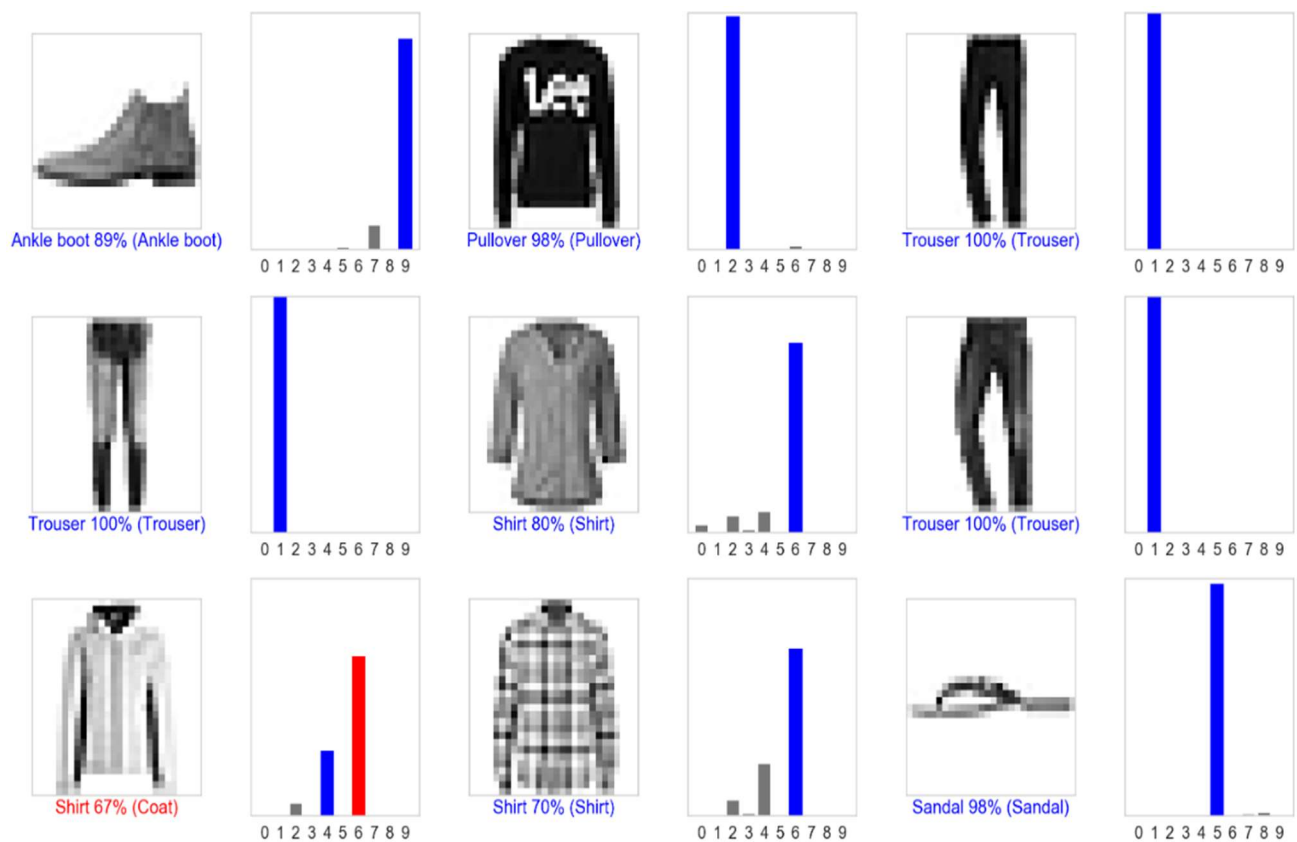 Ankle boot 89% (Ankle boot)
0 1 2 3 4 5 6 7 8 9
Pullover 98% (Pullover)
0 1 2 3 4 5 6 7 8 9
Trouser 100% (Trouser)
0 1 2 3 4 5 6 7 8 9
Trouser 100% (Trouser)
0 1 2 3 4 5 6 7 8 9
Shirt 80% (Shirt)
0 1 2 3 4 5 6 7 8 9
Trouser 100% (Trouser)
0 1 2 3 4 5 6 7 8 9
Shirt 67% (Coat)
0 1 2 3 4 5 6 7 8 9
Shirt 70% (Shirt)
0 1 2 3 4 5 6 7 8 9
Sandal 98% (Sandal)
0 1 2 3 4 5 6 7 8 9